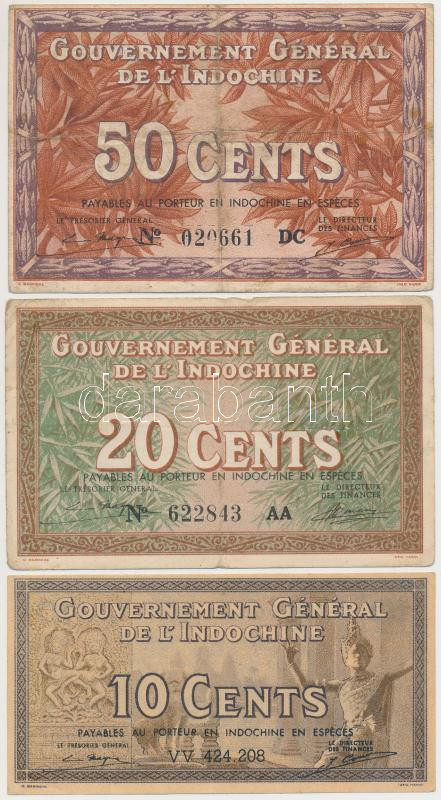 GOUVERNEMENT GÉNÉRAL
DE L'INDOCHINE
50 CENTS
PAYABLES AU PORTEUR EN INDOCHINE EN ESPÈCES
LE TRÉSORIER GÉNÉRAL
LE DIRECTEUR
DES FINANCES
No 020661 DC
GOUVERNEMENT GÉNÉRAL
DE L'INDOCHINE
darabanth
20 CENTS
PAYABLES AU PORTEUR EN INDOCHINE EN ESPÈCES
LE TRÉSORIER GÉNÉRAL
LE DIRECTEUR
DES FINANCES
No 622843 AA
GOUVERNEMENT GÉNÉRAL
DE L'INDOCHINE
10 CENTS
PAYABLES AU PORTEUR EN INDOCHINE EN ESPÈCES
LE TRÉSORIER GÉNÉRAL
LE DIRECTEUR
DES FINANCES
VV 424.208